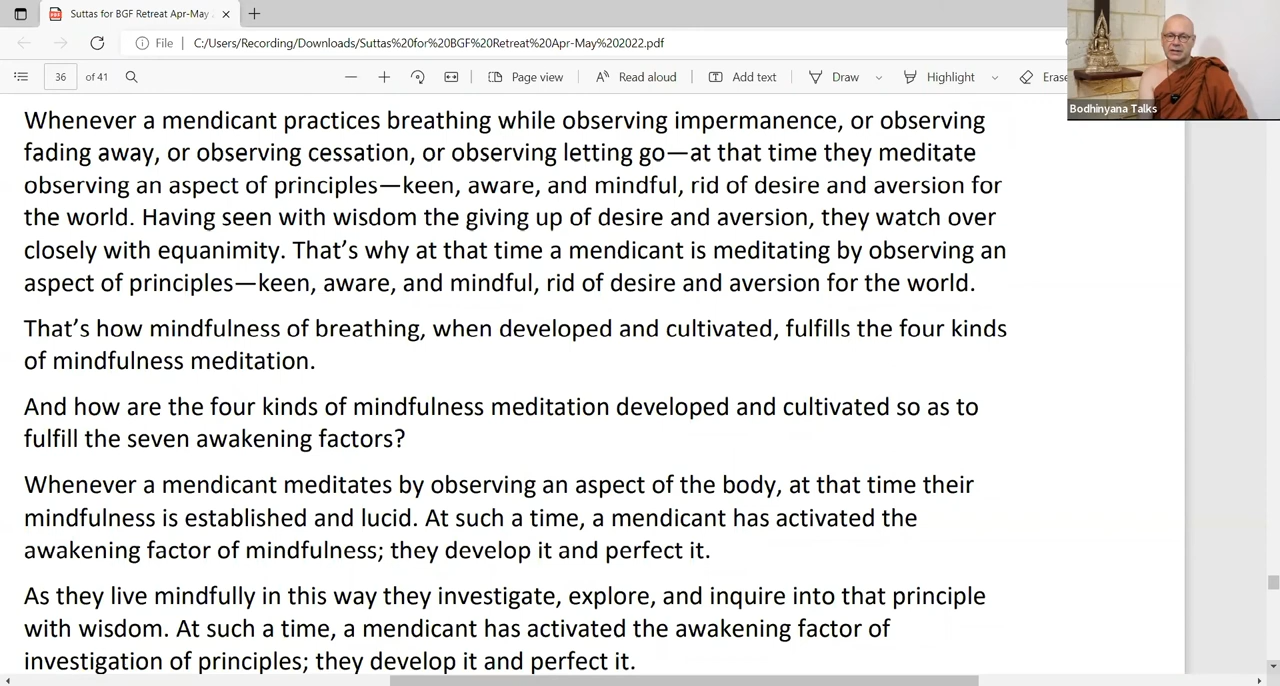 Suttas for BGF Retreat Apr-May
File C:/Users/Recording/Downloads/Suttas%20for%20BGF%20Retreat%20Apr-May%202022.pdf
36 of 41 Page view Read aloud Add text Draw Highlight Erase
Bodhinyana Talks
Whenever a mendicant practices breathing while observing impermanence, or observing
fading away, or observing cessation, or observing letting go—at that time they meditate
observing an aspect of principles—keen, aware, and mindful, rid of desire and aversion for
the world. Having seen with wisdom the giving up of desire and aversion, they watch over
closely with equanimity. That’s why at that time a mendicant is meditating by observing an
aspect of principles—keen, aware, and mindful, rid of desire and aversion for the world.
That’s how mindfulness of breathing, when developed and cultivated, fulfills the four kinds
of mindfulness meditation.
And how are the four kinds of mindfulness meditation developed and cultivated so as to
fulfill the seven awakening factors?
Whenever a mendicant meditates by observing an aspect of the body, at that time their
mindfulness is established and lucid. At such a time, a mendicant has activated the
awakening factor of mindfulness; they develop it and perfect it.
As they live mindfully in this way they investigate, explore, and inquire into that principle
with wisdom. At such a time, a mendicant has activated the awakening factor of
investigation of principles; they develop it and perfect it.